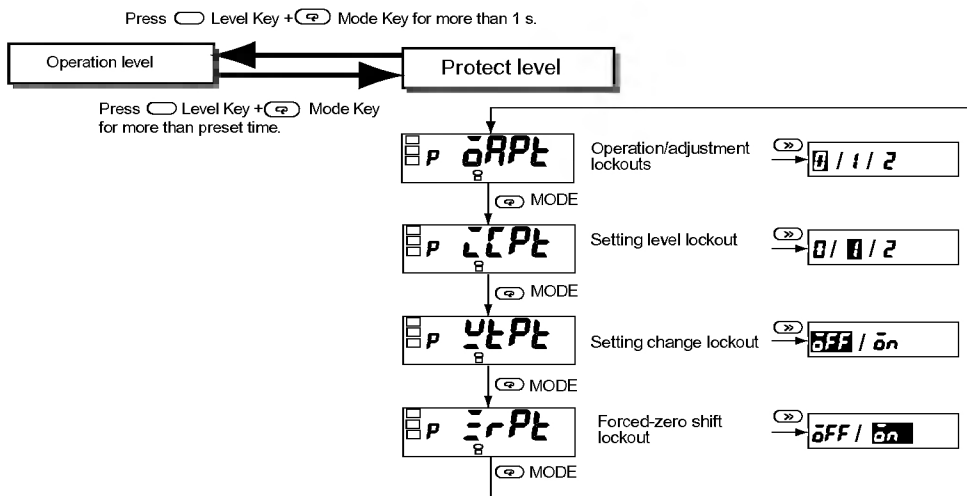 Press Level Key + Mode Key for more than 1 s.
Operation level
Protect level
Press Level Key + Mode Key
for more than preset time.
P oAPt
Operation/adjustment
lockouts
0 / 1 / 2
MODE
P iCPt
Setting level lockout
0 / 1 / 2
MODE
P WtPt
Setting change lockout
oFF / on
MODE
P ZrPt
Forced-zero shift
lockout
oFF / on
MODE